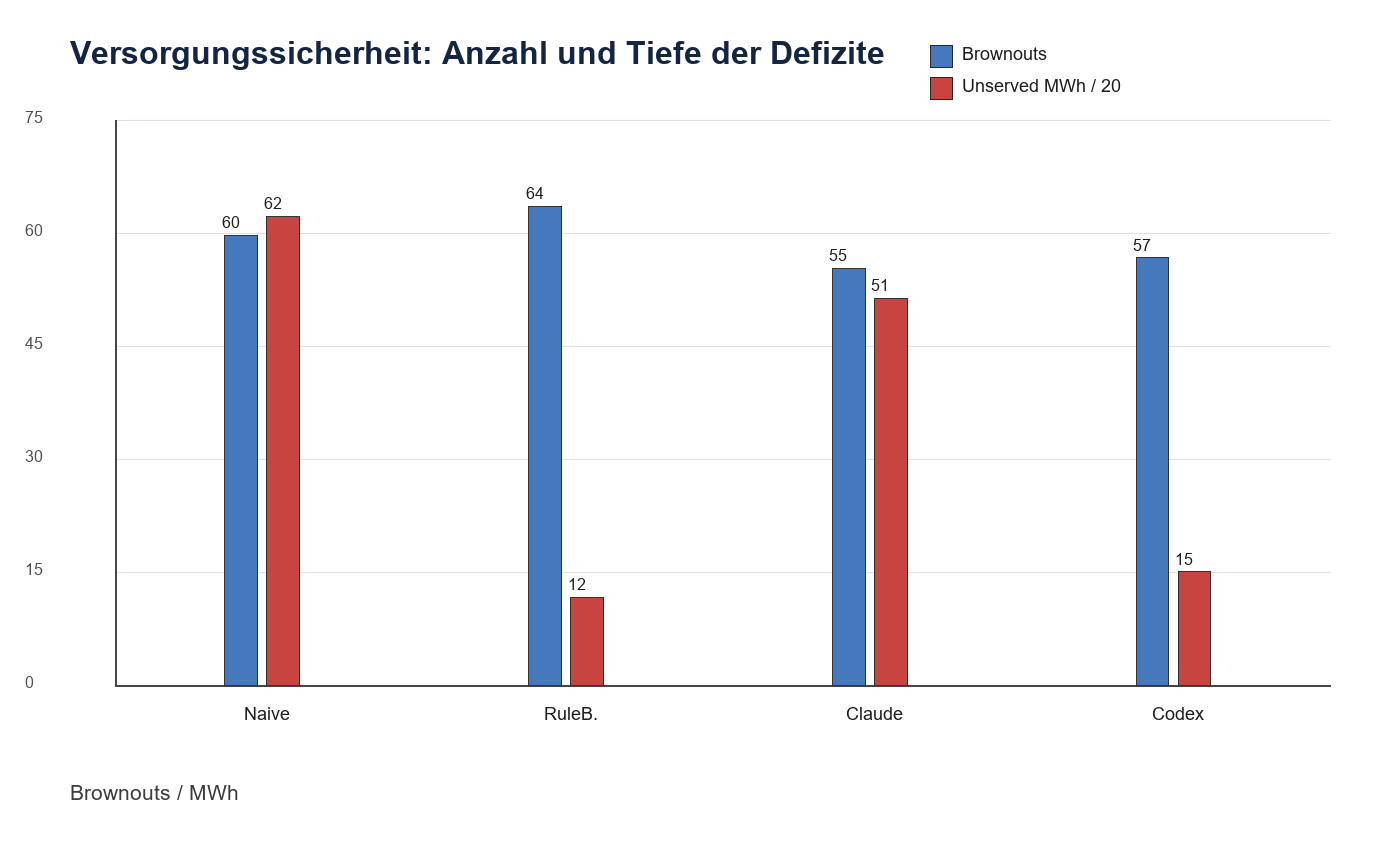 Versorgungssicherheit: Anzahl und Tiefe der Defizite
Brownouts
Unserved MWh / 20
75
60
45
30
15
0
60
62
64
12
55
51
57
15
Naive
RuleB.
Claude
Codex
Brownouts / MWh